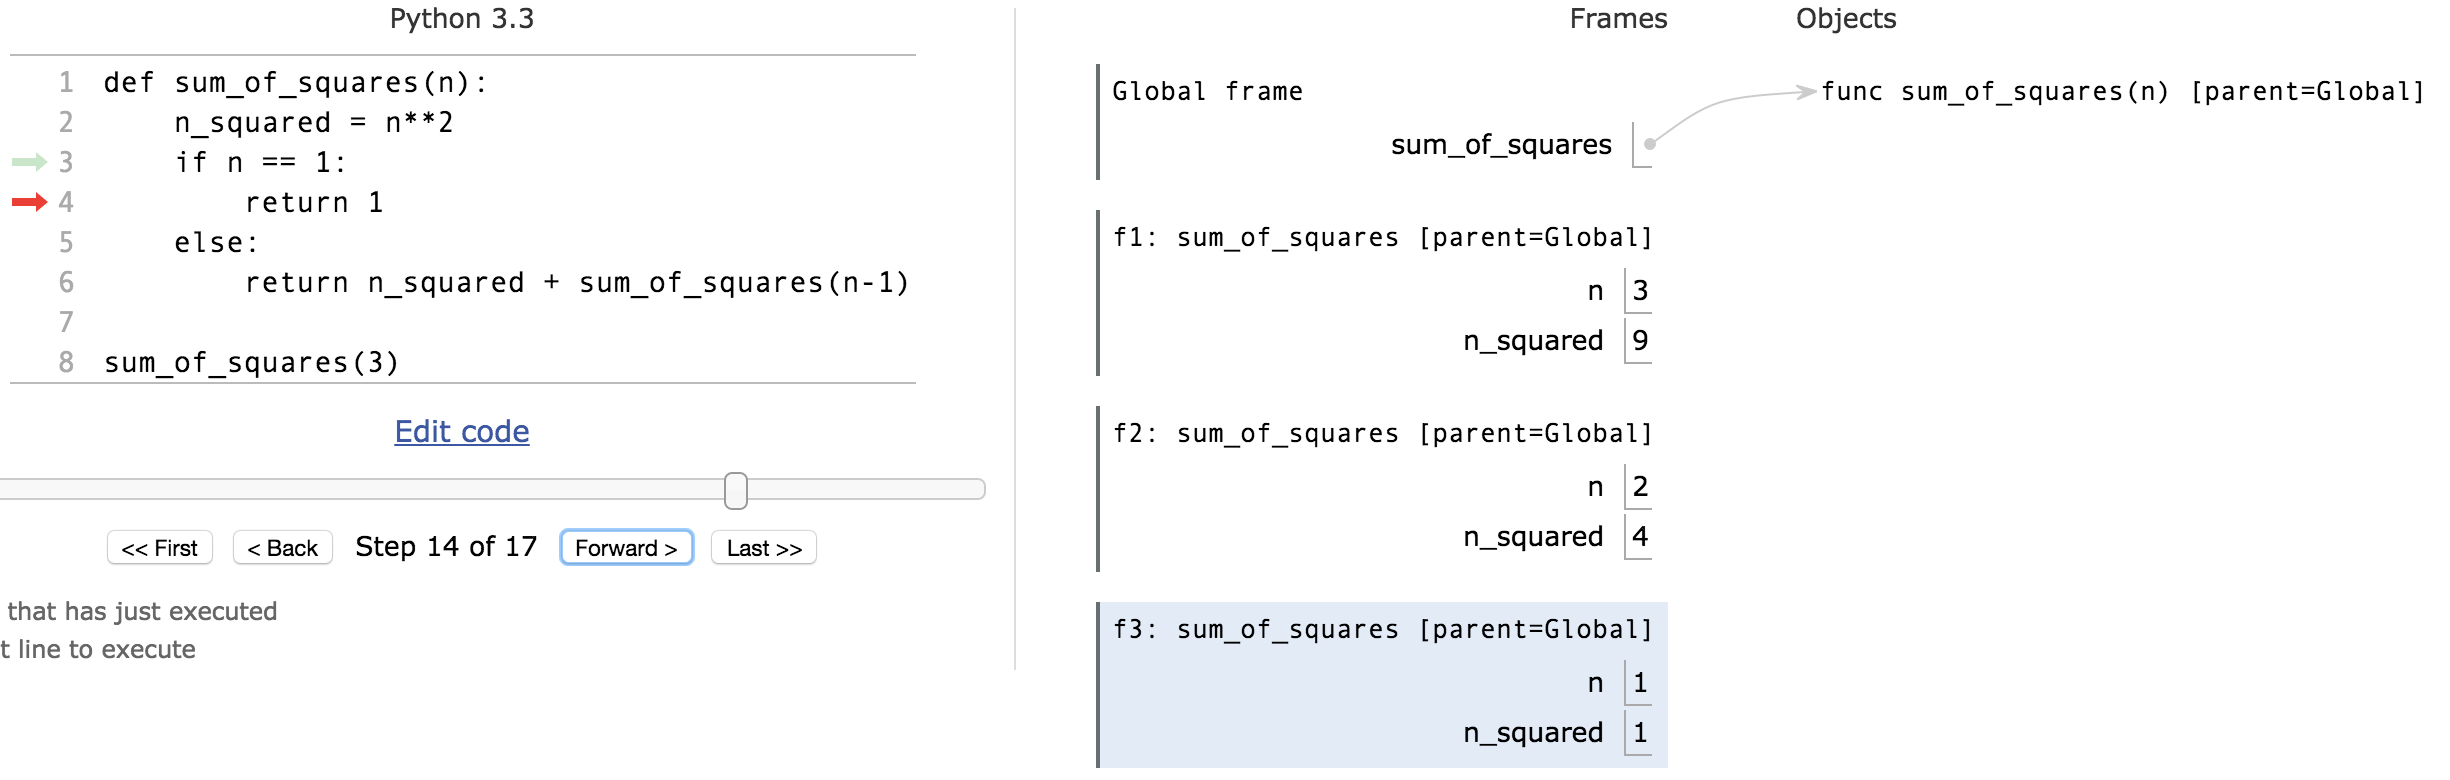 Python 3.3
1 def sum_of_squares(n):
2     n_squared = n**2
3     if n == 1:
4         return 1
5     else:
6         return n_squared + sum_of_squares(n-1)
7
8 sum_of_squares(3)
Edit code
<< First < Back Step 14 of 17 Forward > Last >>
that has just executed
t line to execute
Frames Objects
Global frame func sum_of_squares(n) [parent=Global]
sum_of_squares
f1: sum_of_squares [parent=Global]
n 3
n_squared 9
f2: sum_of_squares [parent=Global]
n 2
n_squared 4
f3: sum_of_squares [parent=Global]
n 1
n_squared 1